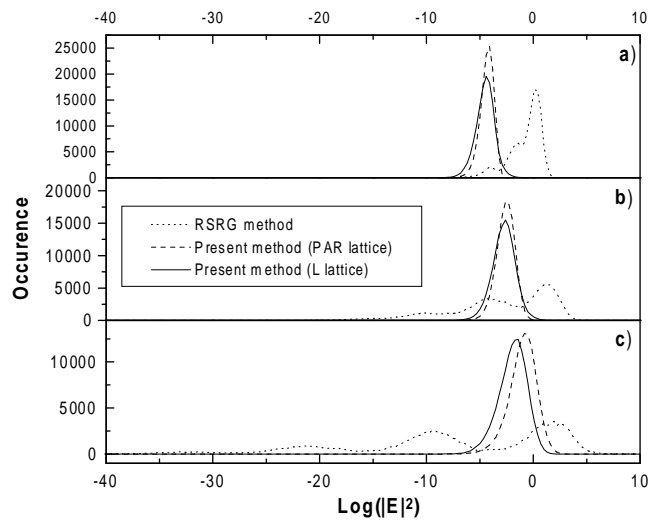 -40 -30 -20 -10 0 10
25000
20000
15000
10000
5000
0
a)
20000
15000
10000
5000
0
b)
RSRG method
Present method (PAR lattice)
Present method (L lattice)
10000
5000
0
c)
Occurence
-40 -30 -20 -10 0 10
Log(|E|²)